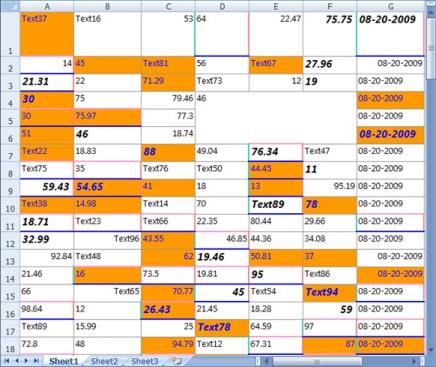 A B C D E F G
1 Text37 Text16 53 64 22.47 75.75 08-20-2009
2 14 45 Text81 56 Text67 27.96 08-20-2009
3 21.31 22 71.29 Text73 12 19 08-20-2009
4 30 75 79.46 46 08-20-2009
5 30 75.97 77.3 08-20-2009
6 51 46 18.74 08-20-2009
7 Text22 18.83 88 49.04 76.34 Text47 08-20-2009
8 Text75 35 Text76 Text50 44.45 11 08-20-2009
9 59.43 54.65 41 18 13 95.19 08-20-2009
10 Text38 14.98 Text14 70 Text89 78 08-20-2009
11 18.71 Text23 Text66 22.35 80.44 29.66 08-20-2009
12 32.99 Text96 43.55 46.85 44.36 34.08 08-20-2009
13 92.84 Text48 62 19.46 50.81 37 08-20-2009
14 21.46 16 73.5 19.81 95 Text86 08-20-2009
15 66 Text65 70.77 45 Text54 Text94 08-20-2009
16 98.64 12 26.43 21.45 18.28 59 08-20-2009
17 Text89 15.99 25 Text78 64.59 97 08-20-2009
18 72.8 48 94.79 Text12 67.31 87 08-20-2009
Sheet1 Sheet2 Sheet3